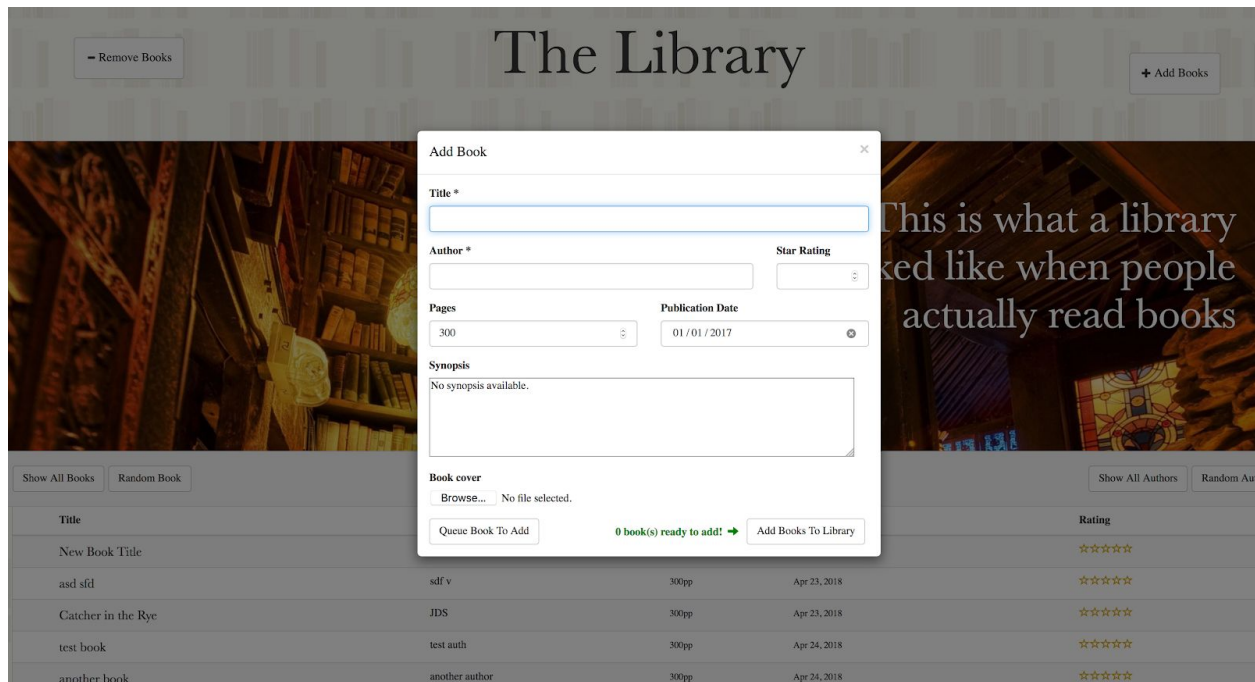 − Remove Books
The Library
+ Add Books
Add Book
×
Title *
Author *
Star Rating
Pages
Publication Date
300
01 / 01 / 2017
Synopsis
No synopsis available.
Book cover
Browse... No file selected.
Queue Book To Add
0 book(s) ready to add! ➔
Add Books To Library
This is what a library
ked like when people
actually read books
Show All Books
Random Book
Show All Authors
Random Au
Title
Rating
New Book Title
☆☆☆☆☆
asd sfd
sdf v
300pp
Apr 23, 2018
☆☆☆☆☆
Catcher in the Rye
JDS
300pp
Apr 23, 2018
☆☆☆☆☆
test book
test auth
300pp
Apr 24, 2018
☆☆☆☆☆
another book
another author
300pp
Apr 24, 2018
☆☆☆☆☆